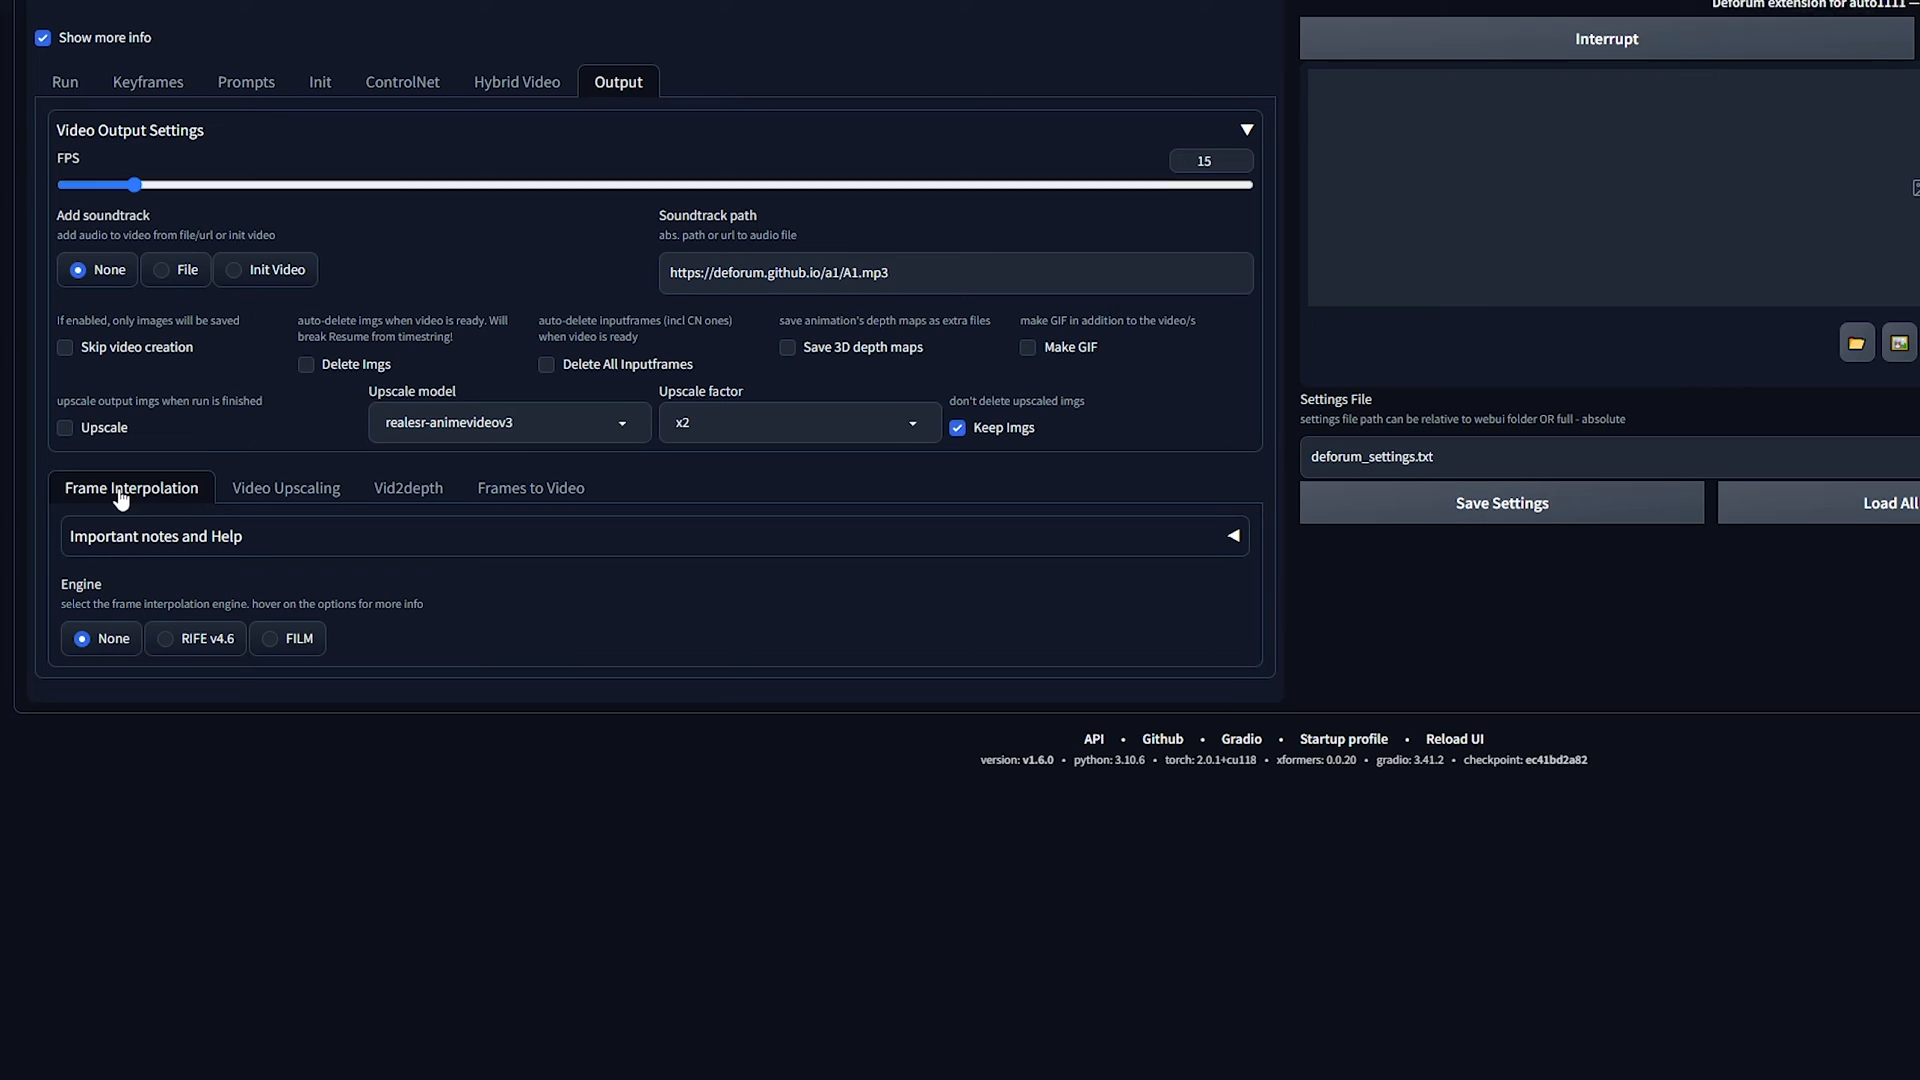 Deforum extension for auto1111 —
Show more info
Interrupt
Run Keyframes Prompts Init ControlNet Hybrid Video Output
Video Output Settings
FPS
15
Add soundtrack
add audio to video from file/url or init video
None File Init Video
Soundtrack path
abs. path or url to audio file
https://deforum.github.io/a1/A1.mp3
If enabled, only images will be saved
Skip video creation
auto-delete imgs when video is ready. Will
break Resume from timestring!
Delete Imgs
auto-delete inputframes (incl CN ones)
when video is ready
Delete All Inputframes
save animation's depth maps as extra files
Save 3D depth maps
make GIF in addition to the video/s
Make GIF
upscale output imgs when run is finished
Upscale
Upscale model
realesr-animevideov3
Upscale factor
x2
don't delete upscaled imgs
Keep Imgs
Settings File
settings file path can be relative to webui folder OR full - absolute
deforum_settings.txt
Save Settings Load All
Frame Interpolation Video Upscaling Vid2depth Frames to Video
Important notes and Help
Engine
select the frame interpolation engine. hover on the options for more info
None RIFE v4.6 FILM
API • Github • Gradio • Startup profile • Reload UI
version: v1.6.0 • python: 3.10.6 • torch: 2.0.1+cu118 • xformers: 0.0.20 • gradio: 3.41.2 • checkpoint: ec41bd2a82